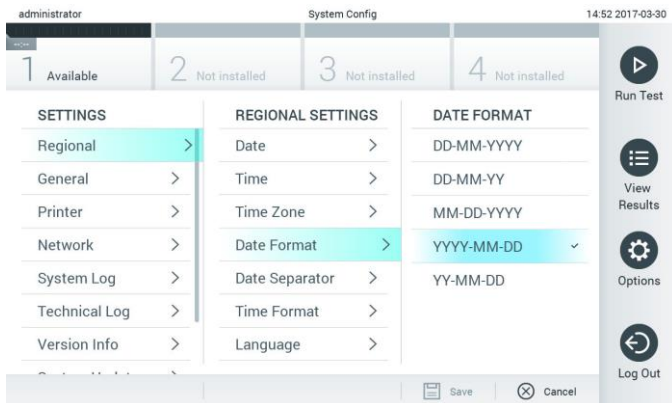 administrator System Config 14:52 2017-03-30
--:--
1 Available 2 Not installed 3 Not installed 4 Not installed
Run Test
SETTINGS REGIONAL SETTINGS DATE FORMAT
Regional Date DD-MM-YYYY
General Time DD-MM-YY
View
Results
Printer Time Zone MM-DD-YYYY
Network Date Format YYYY-MM-DD
System Log Date Separator YY-MM-DD
Options
Technical Log Time Format
Version Info Language
Log Out
Save Cancel